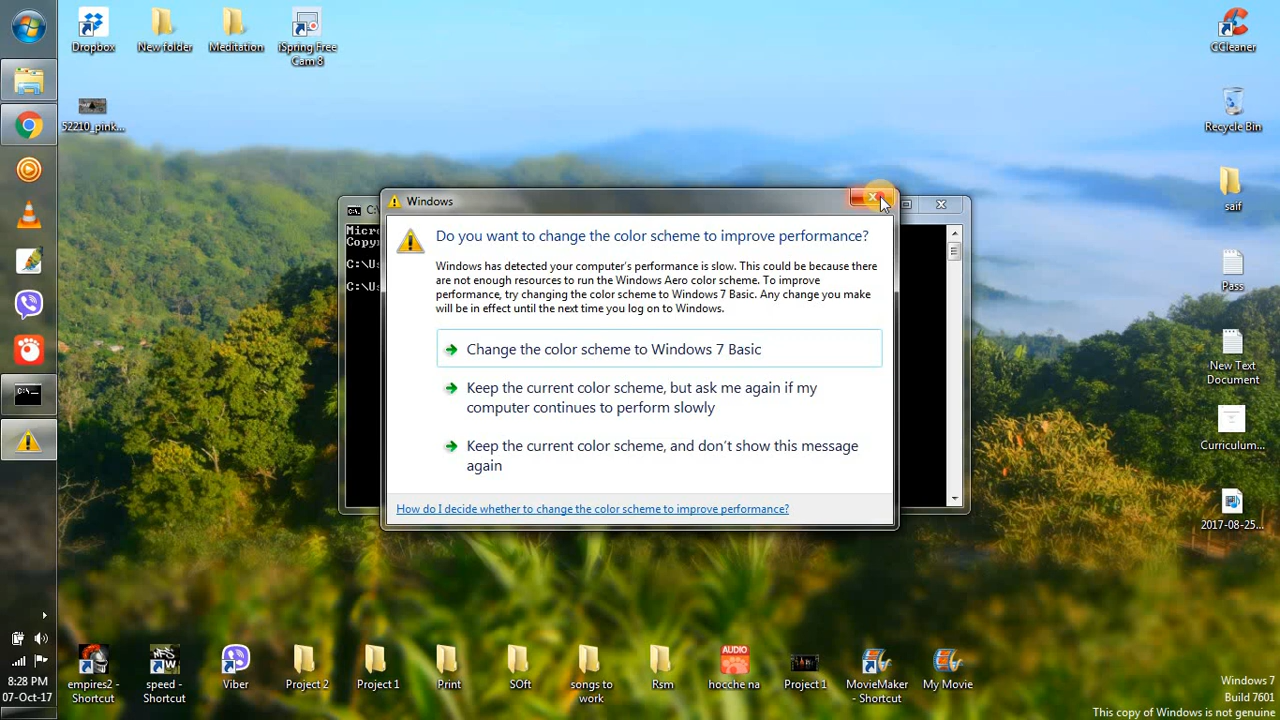 Dropbox
New folder
Meditation
iSpring Free
Cam 8
CCleaner
52210_pink...
Recycle Bin
saif
Pass
New Text
Document
Curriculum...
2017-08-25...
C:\
Micr
Copy
C:\U
C:\U
Windows
Do you want to change the color scheme to improve performance?
Windows has detected your computer's performance is slow. This could be because there
are not enough resources to run the Windows Aero color scheme. To improve
performance, try changing the color scheme to Windows 7 Basic. Any change you make
will be in effect until the next time you log on to Windows.
Change the color scheme to Windows 7 Basic
Keep the current color scheme, but ask me again if my
computer continues to perform slowly
Keep the current color scheme, and don't show this message
again
How do I decide whether to change the color scheme to improve performance?
empires2 -
Shortcut
speed -
Shortcut
Viber
Project 2
Project 1
Print
SOft
songs to
work
Rsm
AUDIO
hocche na
Project 1
MovieMaker
- Shortcut
My Movie
8:28 PM
07-Oct-17
Windows 7
Build 7601
This copy of Windows is not genuine